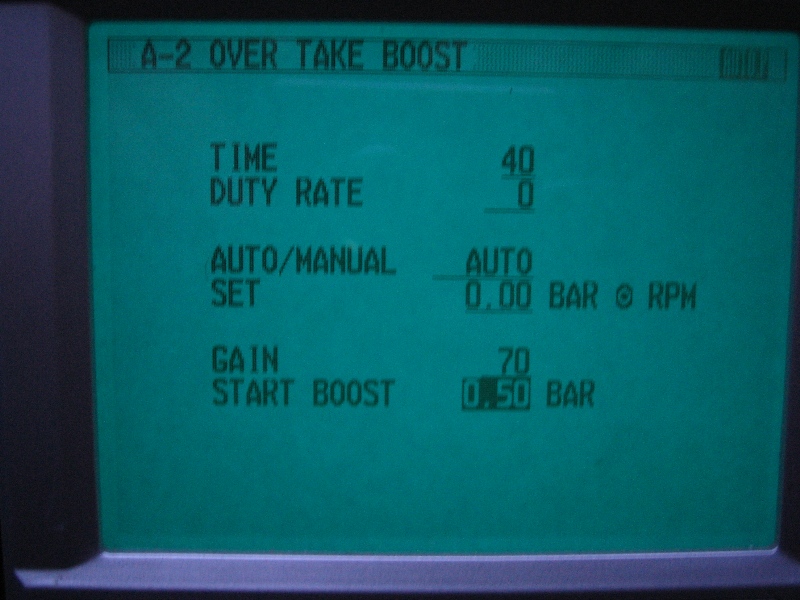 A-2 OVER TAKE BOOST
TIME 40
DUTY RATE 0
AUTO/MANUAL AUTO
SET 0.00 BAR @ RPM
GAIN 70
START BOOST 0.50 BAR